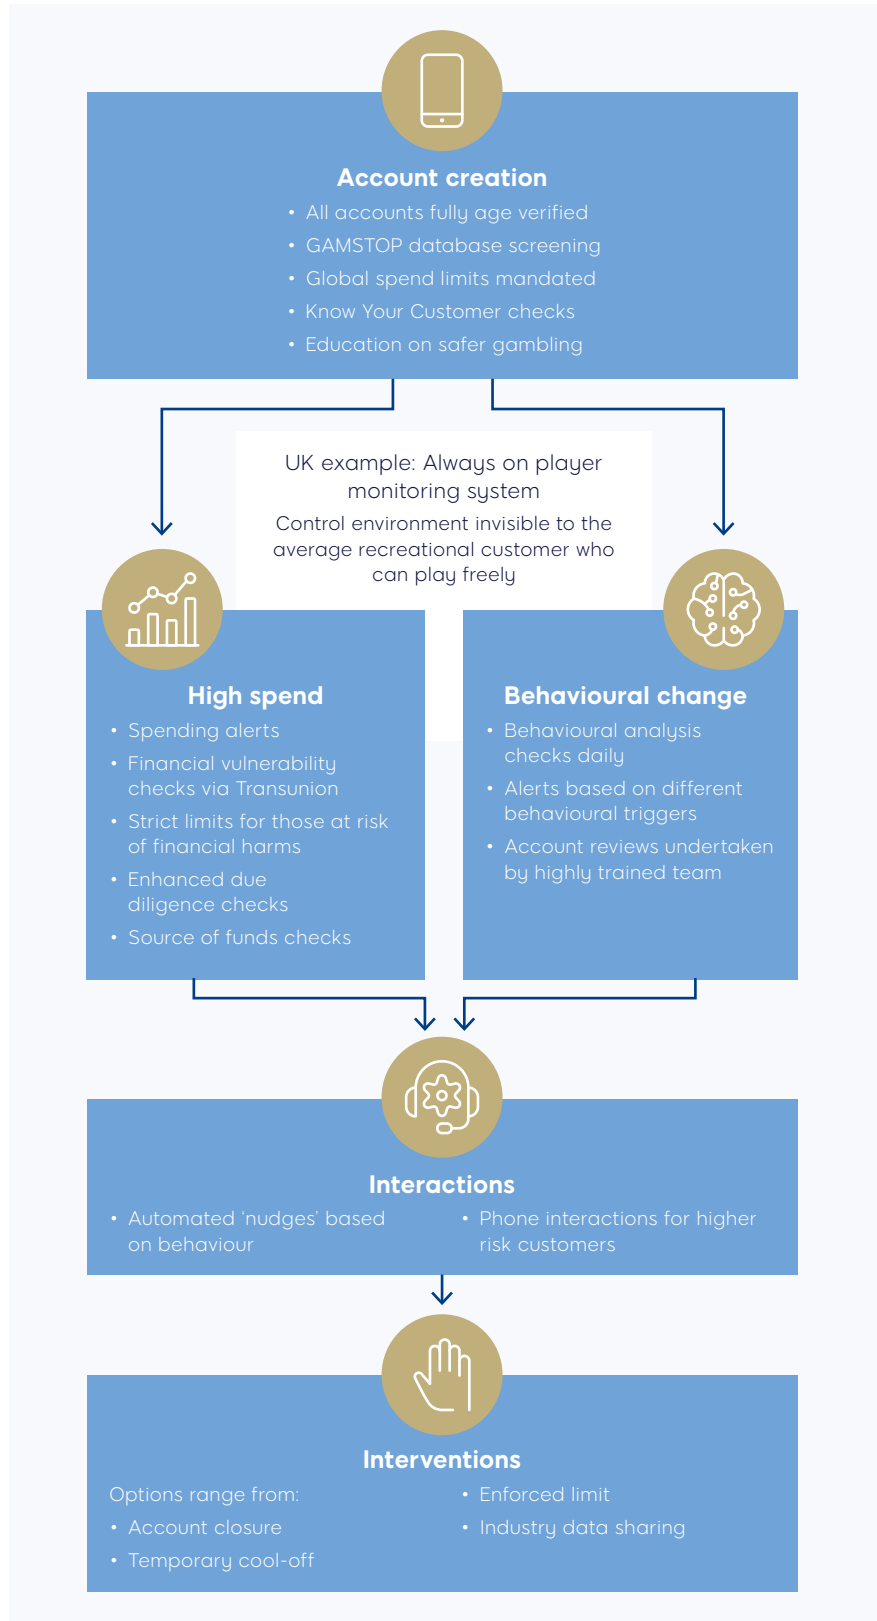 Account creation
• All accounts fully age verified
• GAMSTOP database screening
• Global spend limits mandated
• Know Your Customer checks
• Education on safer gambling
UK example: Always on player
monitoring system
Control environment invisible to the
average recreational customer who
can play freely
High spend
• Spending alerts
• Financial vulnerability
checks via Transunion
• Strict limits for those at risk
of financial harms
• Enhanced due
diligence checks
• Source of funds checks
Behavioural change
• Behavioural analysis
checks daily
• Alerts based on different
behavioural triggers
• Account reviews undertaken
by highly trained team
Interactions
• Automated ‘nudges’ based
on behaviour
• Phone interactions for higher
risk customers
Interventions
Options range from:
• Account closure
• Temporary cool-off
• Enforced limit
• Industry data sharing